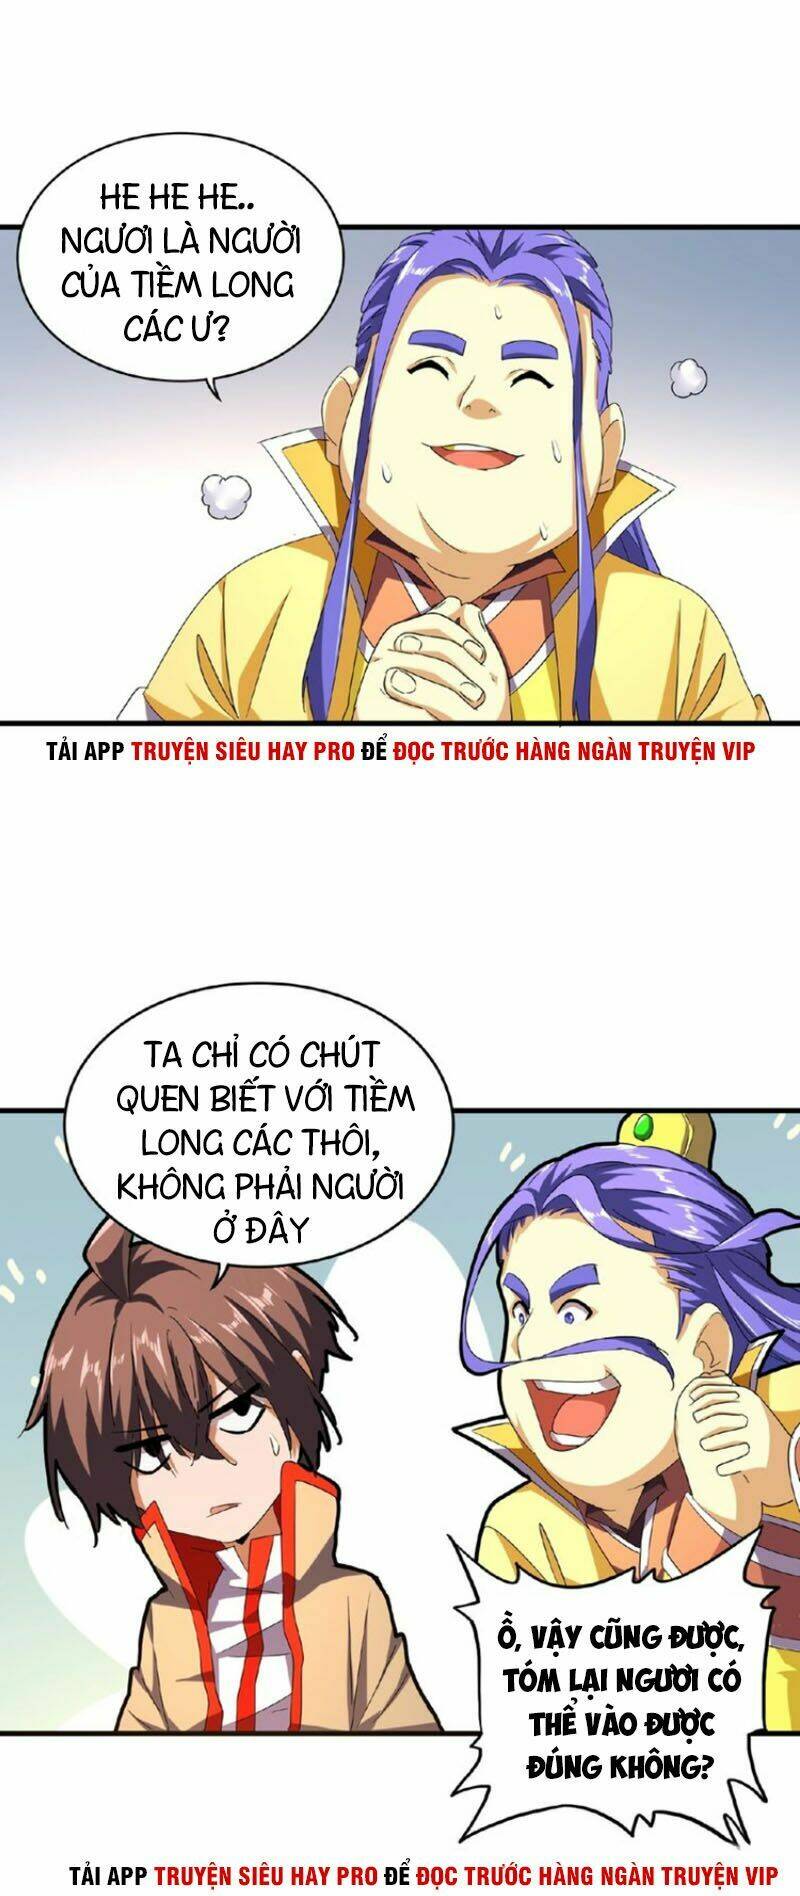 HE HE HE..
NGƯƠI LÀ NGƯỜI
CỦA TIỀM LONG
CÁC Ư?
TẢI APP TRUYỆN SIÊU HAY PRO ĐỂ ĐỌC TRƯỚC HÀNG NGÀN TRUYỆN VIP
TA CHỈ CÓ CHÚT
QUEN BIẾT VỚI TIỀM
LONG CÁC THÔI,
KHÔNG PHẢI NGƯỜI
Ở ĐÂY
Ồ, VẬY CŨNG ĐƯỢC,
TÓM LẠI NGƯƠI CÓ
THỂ VÀO ĐƯỢC
ĐÚNG KHÔNG?
TẢI APP TRUYỆN SIÊU HAY PRO ĐỂ ĐỌC TRƯỚC HÀNG NGÀN TRUYỆN VIP